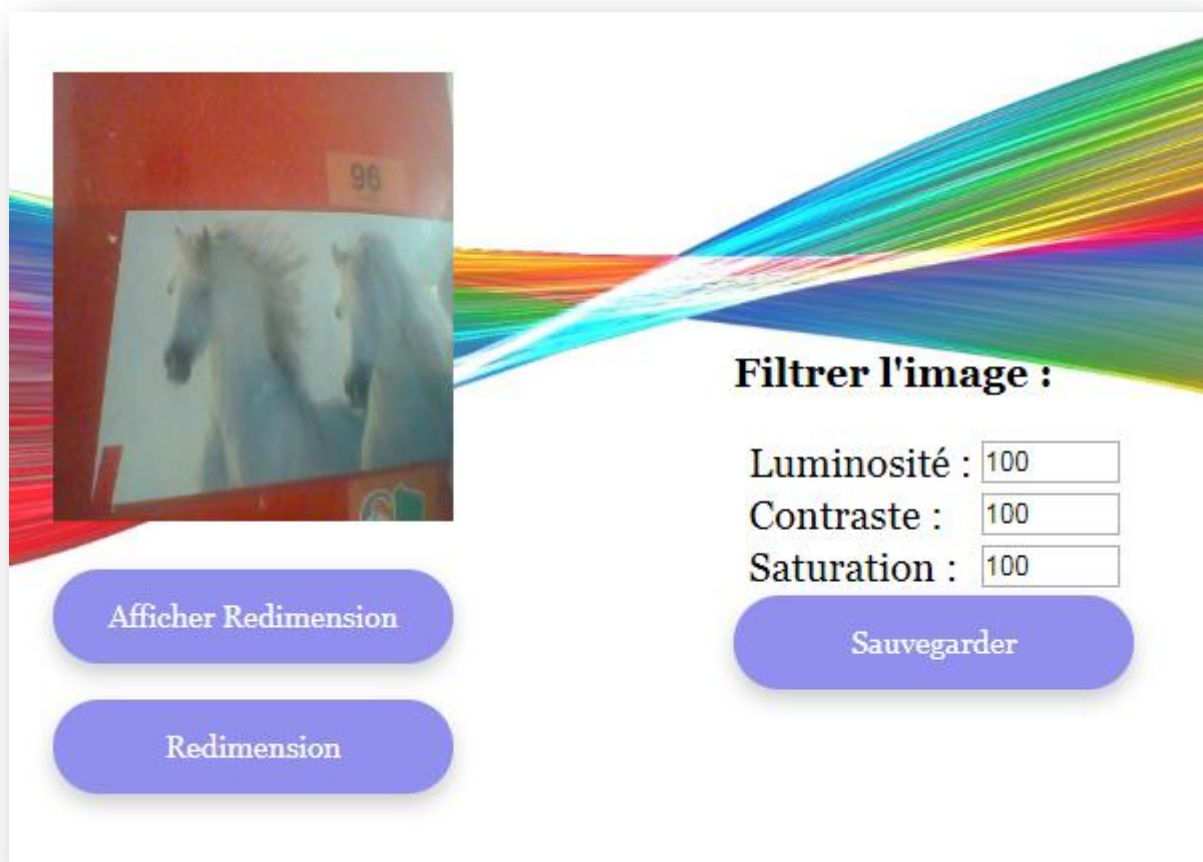 96
Filtrer l'image :
Luminosité : 100
Contraste : 100
Saturation : 100
Afficher Redimension
Sauvegarder
Redimension